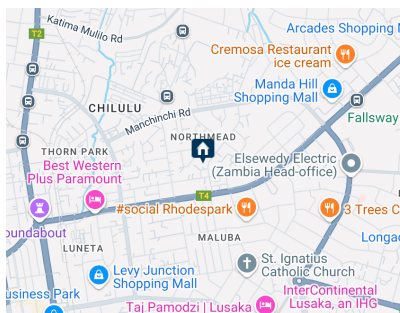 Katima Mulilo Rd
Arcades Shopping M
T2
Cremosa Restaurant
ice cream
Manda Hill
Shopping Mall
CHILULU
Manchinchi Rd
Fallsway
NORTHMEAD
THORN PARK
Best Western
Plus Paramount
Elsewedy Electric
(Zambia Head-office)
T4
#social Rhodespark
3 Trees C
oundabout
MALUBA
Longac
LUNETA
St. Ignatius
Catholic Church
Levy Junction
Shopping Mall
InterContinental
Lusaka, an IHG
usiness Park
Taj Pamodzi | Lusaka